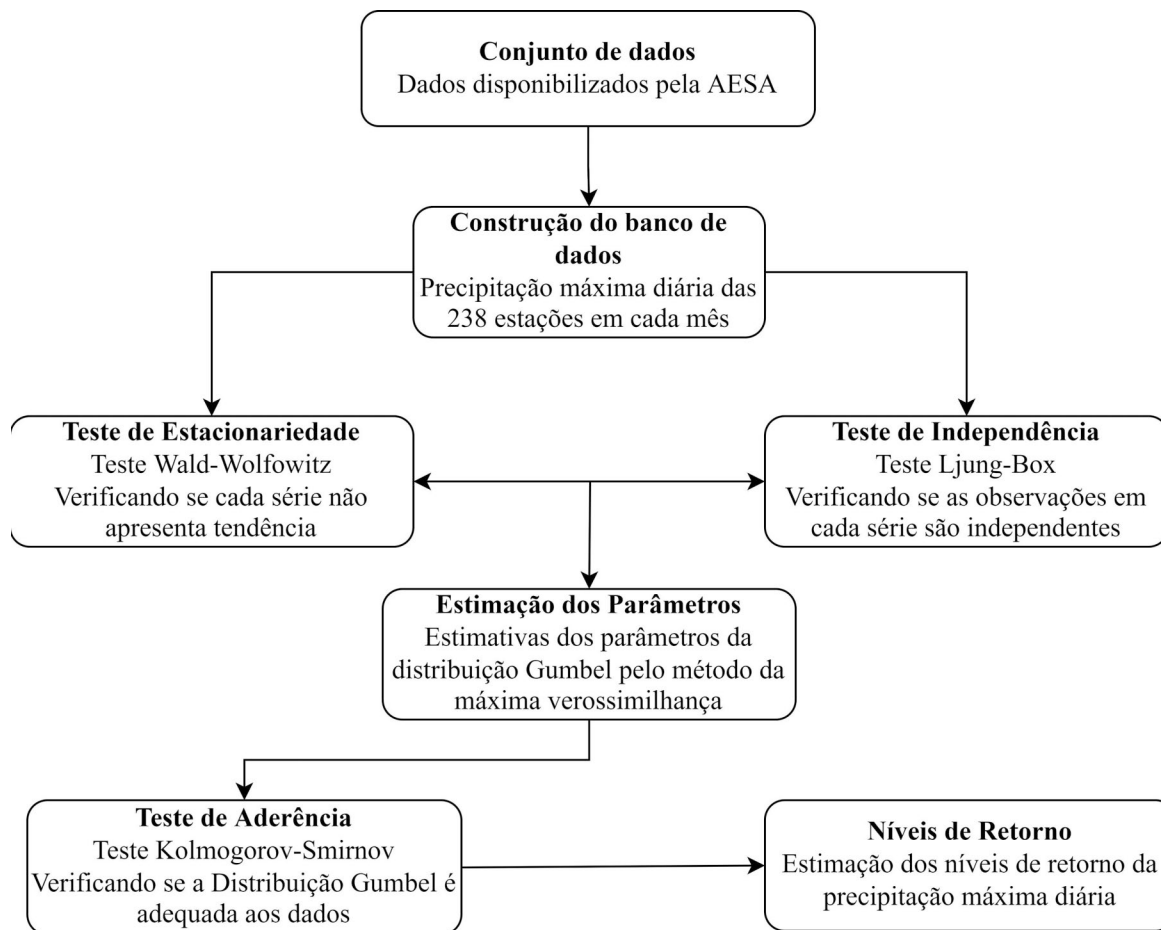 Conjunto de dados
Dados disponibilizados pela AESA
Construção do banco de
dados
Precipitação máxima diária das
238 estações em cada mês
Teste de Estacionariedade
Teste Wald-Wolfowitz
Verificando se cada série não
apresenta tendência
Teste de Independência
Teste Ljung-Box
Verificando se as observações em
cada série são independentes
Estimação dos Parâmetros
Estimativas dos parâmetros da
distribuição Gumbel pelo método da
máxima verossimilhança
Teste de Aderência
Teste Kolmogorov-Smirnov
Verificando se a Distribuição Gumbel é
adequada aos dados
Níveis de Retorno
Estimação dos níveis de retorno da
precipitação máxima diária